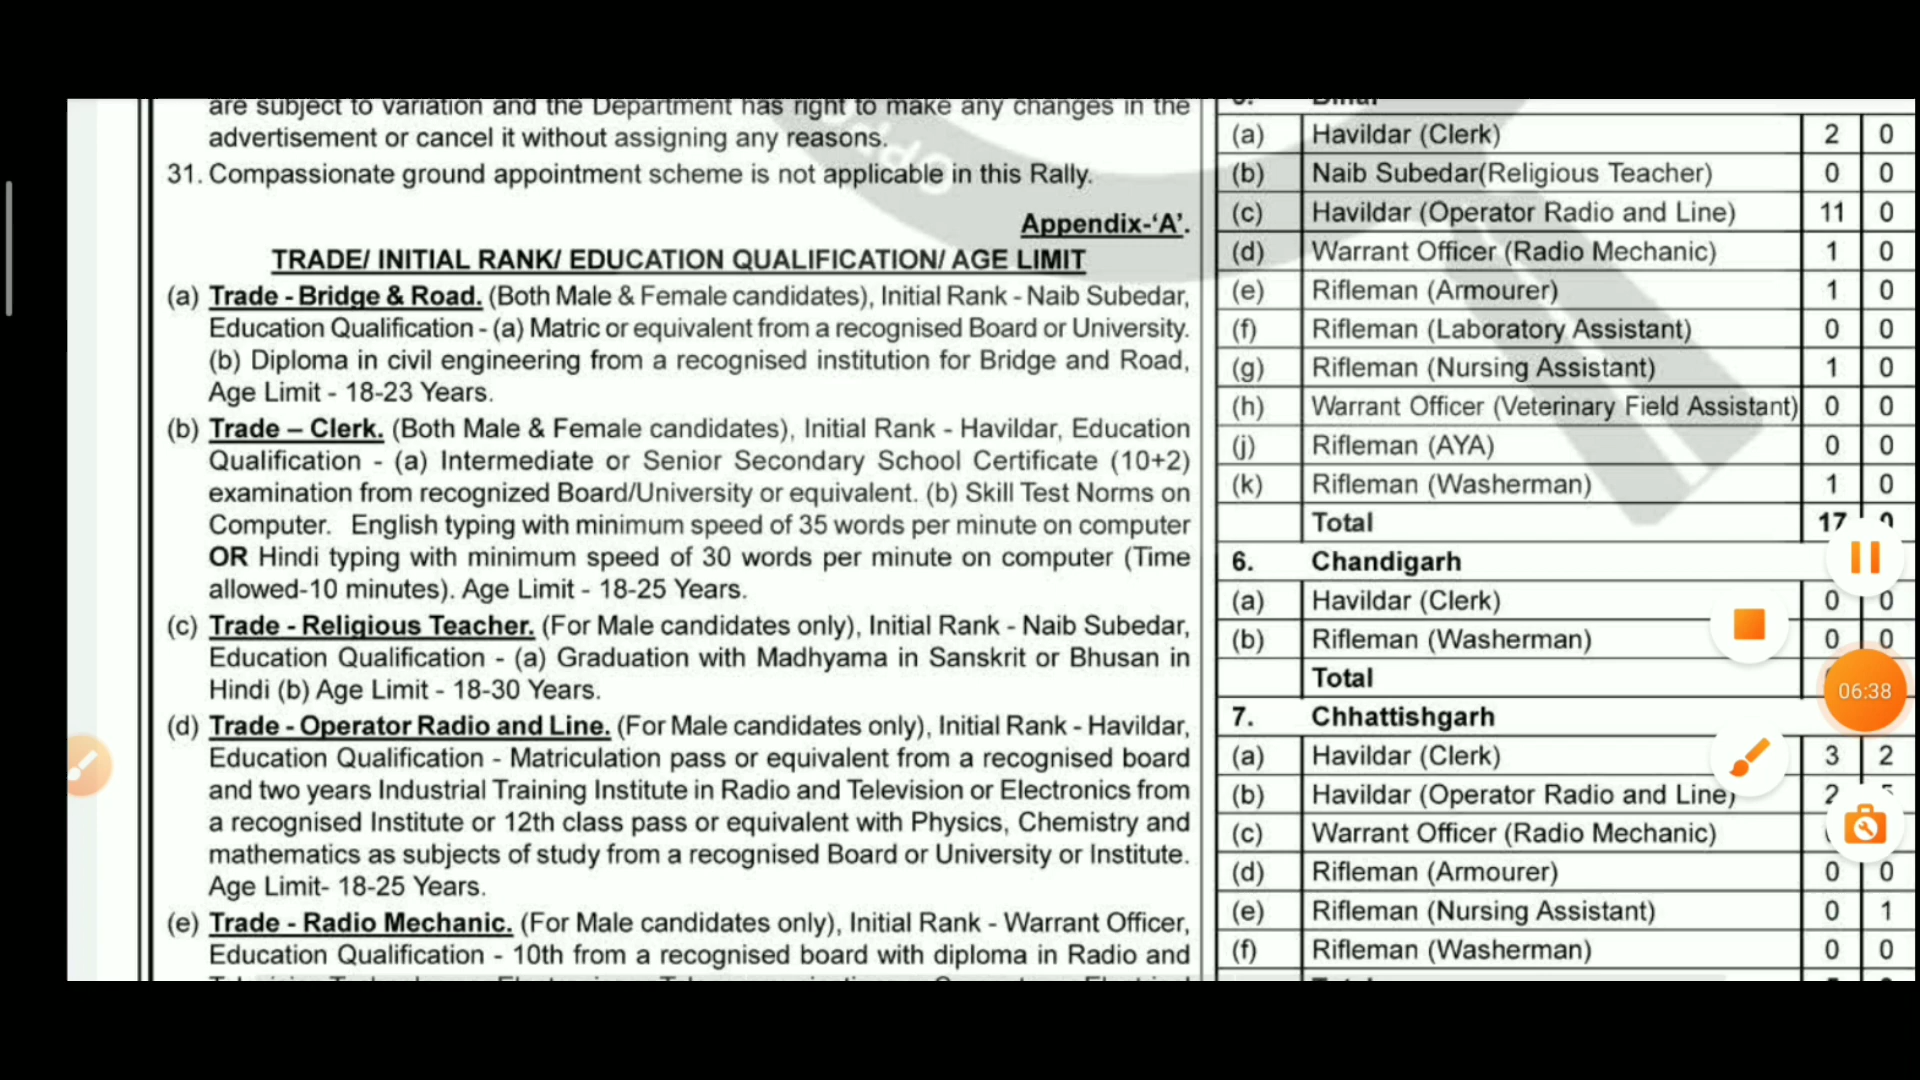 are subject to variation and the Department has right to make any changes in the
advertisement or cancel it without assigning any reasons.
31. Compassionate ground appointment scheme is not applicable in this Rally.
Appendix-‘A’.
TRADE/ INITIAL RANK/ EDUCATION QUALIFICATION/ AGE LIMIT
(a) Trade - Bridge & Road. (Both Male & Female candidates), Initial Rank - Naib Subedar,
Education Qualification - (a) Matric or equivalent from a recognised Board or University.
(b) Diploma in civil engineering from a recognised institution for Bridge and Road,
Age Limit - 18-23 Years.
(b) Trade – Clerk. (Both Male & Female candidates), Initial Rank - Havildar, Education
Qualification - (a) Intermediate or Senior Secondary School Certificate (10+2)
examination from recognized Board/University or equivalent. (b) Skill Test Norms on
Computer. English typing with minimum speed of 35 words per minute on computer
OR Hindi typing with minimum speed of 30 words per minute on computer (Time
allowed-10 minutes). Age Limit - 18-25 Years.
(c) Trade - Religious Teacher. (For Male candidates only), Initial Rank - Naib Subedar,
Education Qualification - (a) Graduation with Madhyama in Sanskrit or Bhusan in
Hindi (b) Age Limit - 18-30 Years.
(d) Trade - Operator Radio and Line. (For Male candidates only), Initial Rank - Havildar,
Education Qualification - Matriculation pass or equivalent from a recognised board
and two years Industrial Training Institute in Radio and Television or Electronics from
a recognised Institute or 12th class pass or equivalent with Physics, Chemistry and
mathematics as subjects of study from a recognised Board or University or Institute.
Age Limit- 18-25 Years.
(e) Trade - Radio Mechanic. (For Male candidates only), Initial Rank - Warrant Officer,
Education Qualification - 10th from a recognised board with diploma in Radio and
Bihar
(a) Havildar (Clerk) 2 0
(b) Naib Subedar(Religious Teacher) 0 0
(c) Havildar (Operator Radio and Line) 11 0
(d) Warrant Officer (Radio Mechanic) 1 0
(e) Rifleman (Armourer) 1 0
(f) Rifleman (Laboratory Assistant) 0 0
(g) Rifleman (Nursing Assistant) 1 0
(h) Warrant Officer (Veterinary Field Assistant) 0 0
(j) Rifleman (AYA) 0 0
(k) Rifleman (Washerman) 1 0
Total 17 0
6. Chandigarh
(a) Havildar (Clerk) 0 0
(b) Rifleman (Washerman) 0 0
Total
7. Chhattishgarh
(a) Havildar (Clerk) 3 2
(b) Havildar (Operator Radio and Line) 2
(c) Warrant Officer (Radio Mechanic)
(d) Rifleman (Armourer) 0 0
(e) Rifleman (Nursing Assistant) 0 1
(f) Rifleman (Washerman) 0 0
06:38